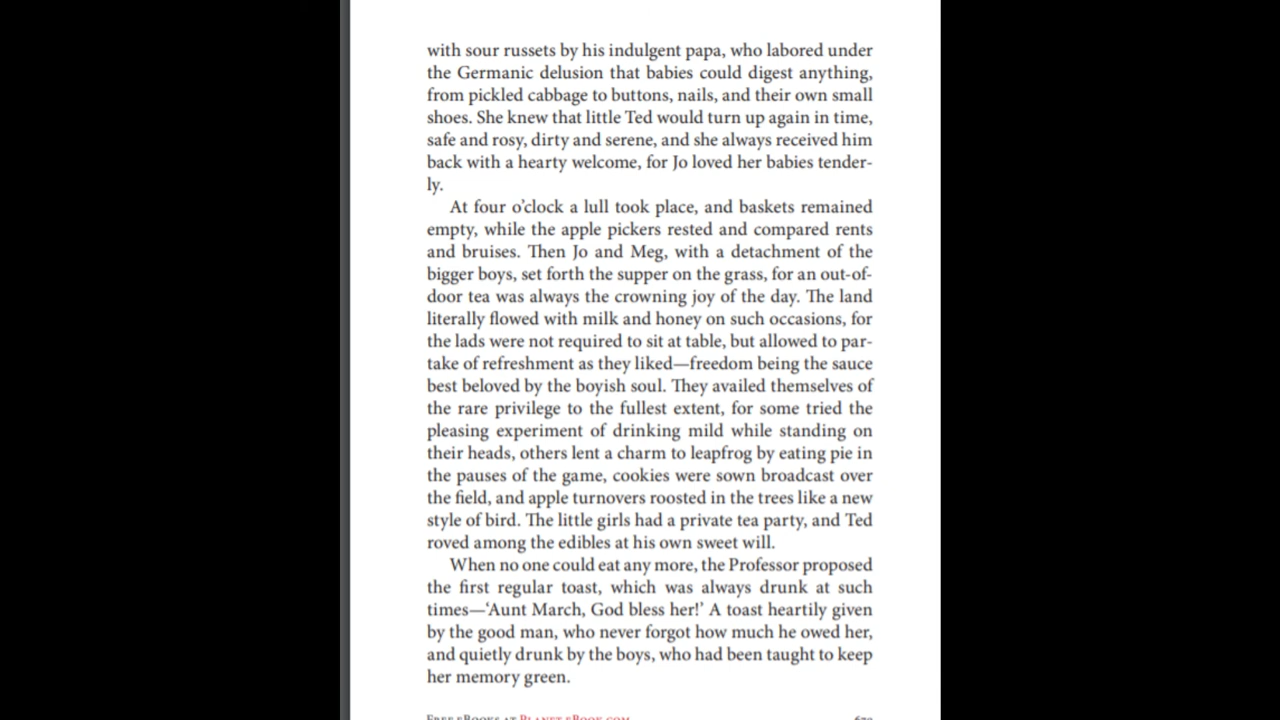 with sour russets by his indulgent papa, who labored under
the Germanic delusion that babies could digest anything,
from pickled cabbage to buttons, nails, and their own small
shoes. She knew that little Ted would turn up again in time,
safe and rosy, dirty and serene, and she always received him
back with a hearty welcome, for Jo loved her babies tender-
ly.
At four o’clock a lull took place, and baskets remained
empty, while the apple pickers rested and compared rents
and bruises. Then Jo and Meg, with a detachment of the
bigger boys, set forth the supper on the grass, for an out-of-
door tea was always the crowning joy of the day. The land
literally flowed with milk and honey on such occasions, for
the lads were not required to sit at table, but allowed to par-
take of refreshment as they liked—freedom being the sauce
best beloved by the boyish soul. They availed themselves of
the rare privilege to the fullest extent, for some tried the
pleasing experiment of drinking mild while standing on
their heads, others lent a charm to leapfrog by eating pie in
the pauses of the game, cookies were sown broadcast over
the field, and apple turnovers roosted in the trees like a new
style of bird. The little girls had a private tea party, and Ted
roved among the edibles at his own sweet will.
When no one could eat any more, the Professor proposed
the first regular toast, which was always drunk at such
times—‘Aunt March, God bless her!’ A toast heartily given
by the good man, who never forgot how much he owed her,
and quietly drunk by the boys, who had been taught to keep
her memory green.
Free eBooks at Planet eBook.com